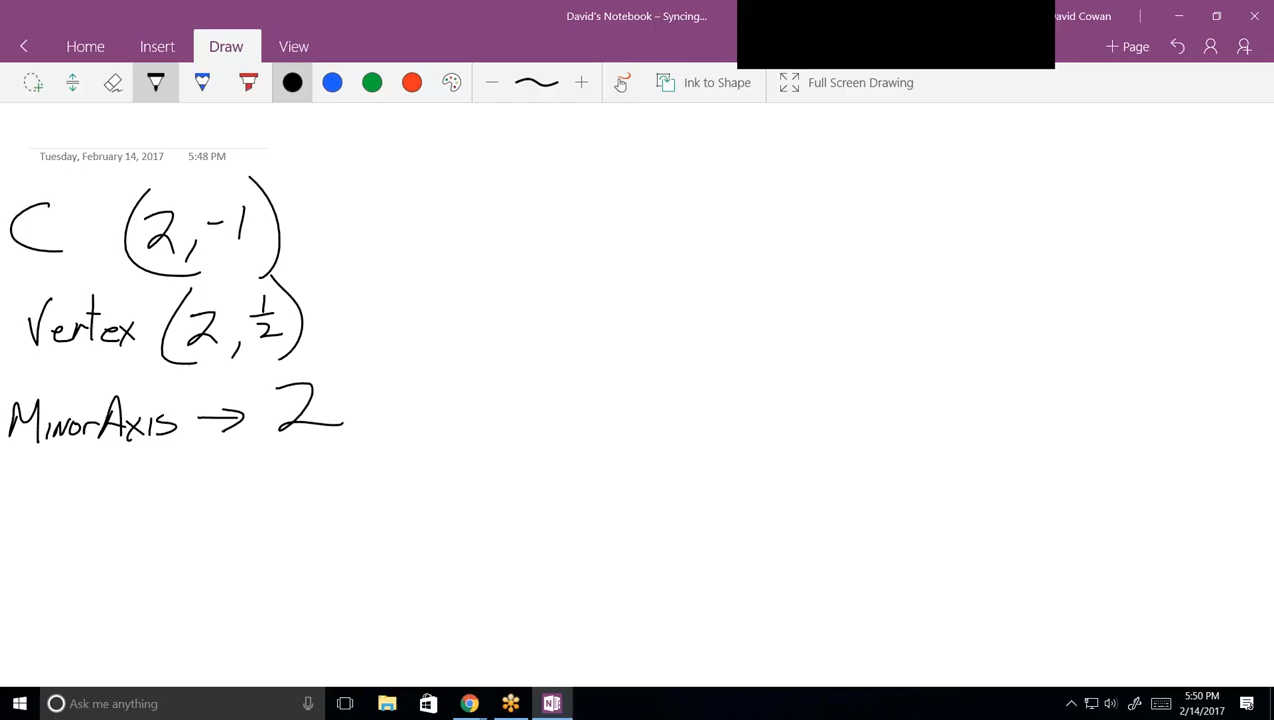 David's Notebook – Syncing...
avid Cowan
Home Insert Draw View
Page
Ink to Shape Full Screen Drawing
Tuesday, February 14, 2017 5:48 PM
C (2, -1)
Vertex (2, 1/2)
Minor Axis → 2
Ask me anything
5:50 PM
2/14/2017